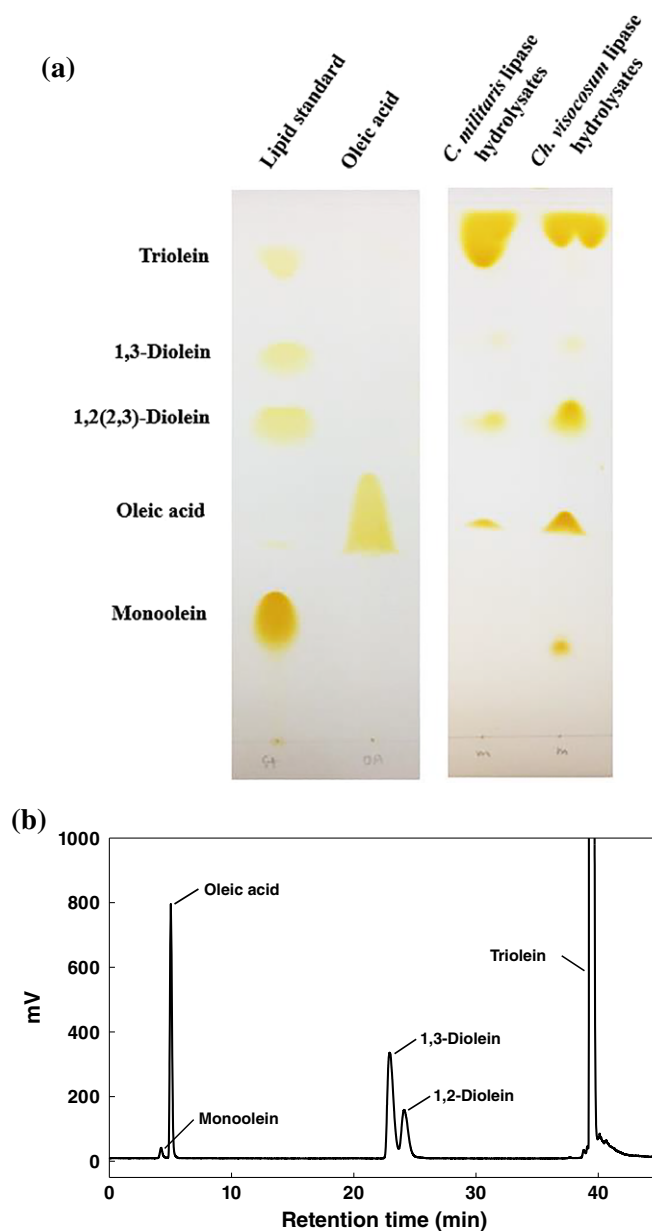 (a)
Lipid standard
Oleic acid
C. militaris lipase
hydrolysates
Ch. visocosum lipase
hydrolysates
Triolein
1,3-Diolein
1,2(2,3)-Diolein
Oleic acid
Monoolein
St
OA
m
m
(b)
1000
800
600
400
200
0
mV
Oleic acid
Monoolein
1,3-Diolein
1,2-Diolein
Triolein
0
10
20
30
40
Retention time (min)